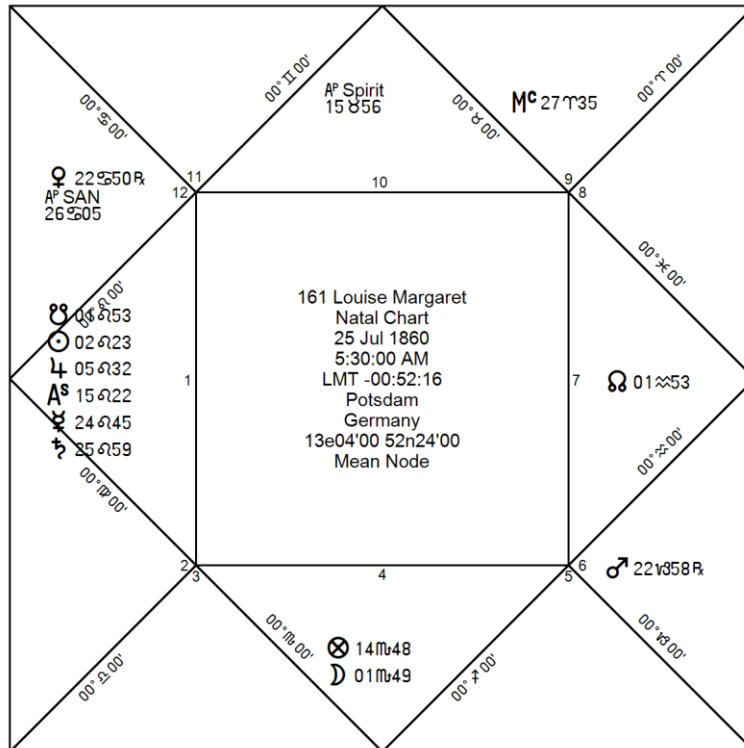 00°♊00'
AP Spirit
15♉56
00°♉00'
Mc 27♈35
00°♈00'
00°♋00'
♀ 22♋50℞
AP SAN
26♋05
11
12
10
9
8
00°♓00'
00°♌00'
☋ 01♌53
☉ 02♌23
♃ 05♌32
As 15♌22
☿ 24♌45
♄ 25♌59
1
161 Louise Margaret
Natal Chart
25 Jul 1860
5:30:00 AM
LMT -00:52:16
Potsdam
Germany
13e04'00 52n24'00
Mean Node
7
☊ 01♒53
00°♍00'
00°♒00'
2
3
4
5
6
♂ 22♑58℞
00°♎00'
00°♏00'
⊗ 14♏48
☽ 01♏49
00°♐00'
00°♑00'